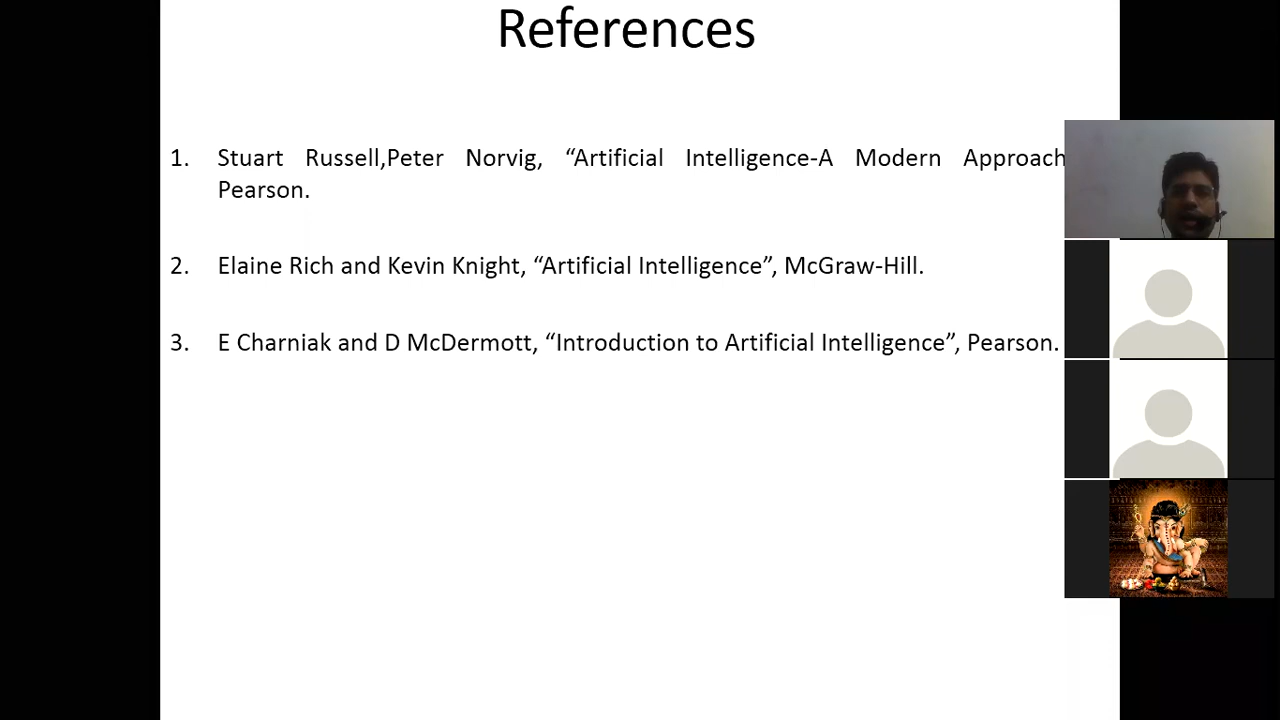 References
1. Stuart Russell,Peter Norvig, “Artificial Intelligence-A Modern Approach
Pearson.
2. Elaine Rich and Kevin Knight, “Artificial Intelligence”, McGraw-Hill.
3. E Charniak and D McDermott, “Introduction to Artificial Intelligence”, Pearson.